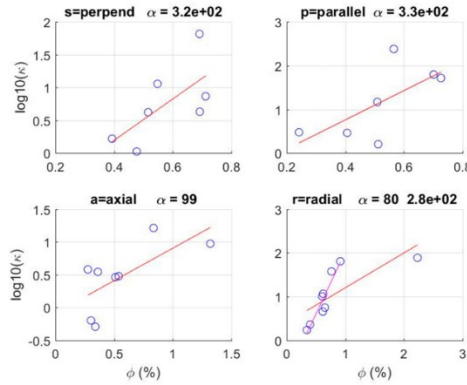 s=perpend α = 3.2e+02
p=parallel α = 3.3e+02
log10(κ)
2
1.5
1
0.5
0
0.2 0.4 0.6 0.8
3
2
1
0
0.2 0.4 0.6 0.8
a=axial α = 99
r=radial α = 80 2.8e+02
log10(κ)
1.5
1
0.5
0
-0.5
0 0.5 1 1.5
ϕ (%)
3
2
1
0
0 1 2 3
ϕ (%)